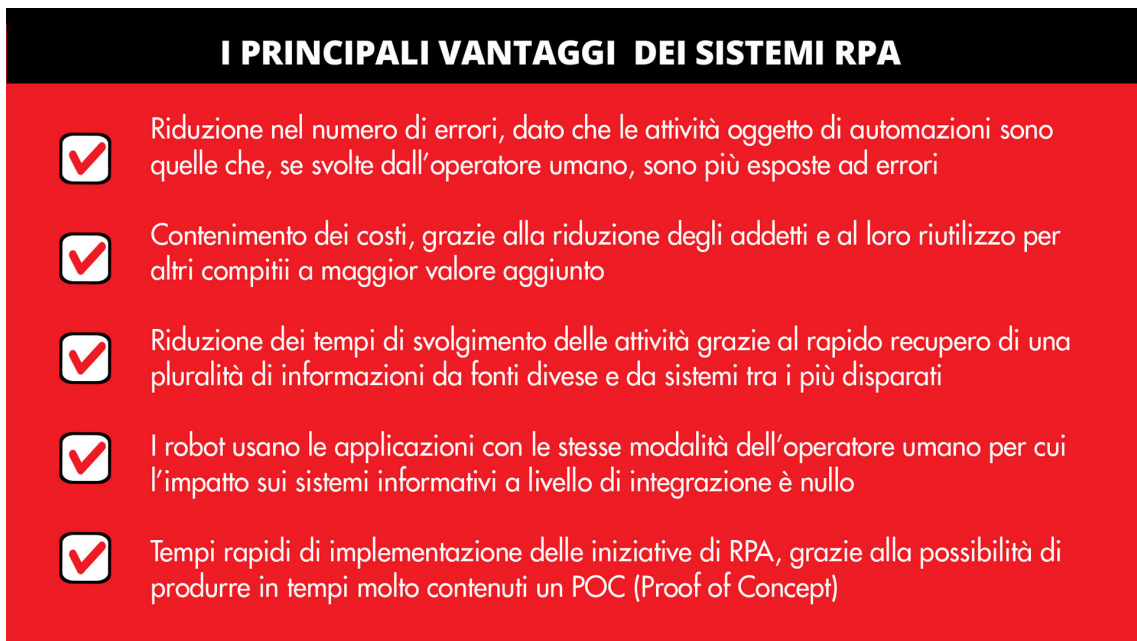 I PRINCIPALI VANTAGGI DEI SISTEMI RPA
Riduzione nel numero di errori, dato che le attività oggetto di automazioni sono
quelle che, se svolte dall'operatore umano, sono più esposte ad errori
Contenimento dei costi, grazie alla riduzione degli addetti e al loro riutilizzo per
altri compitii a maggior valore aggiunto
Riduzione dei tempi di svolgimento delle attività grazie al rapido recupero di una
pluralità di informazioni da fonti divese e da sistemi tra i più disparati
I robot usano le applicazioni con le stesse modalità dell'operatore umano per cui
l'impatto sui sistemi informativi a livello di integrazione è nullo
Tempi rapidi di implementazione delle iniziative di RPA, grazie alla possibilità di
produrre in tempi molto contenuti un POC (Proof of Concept)